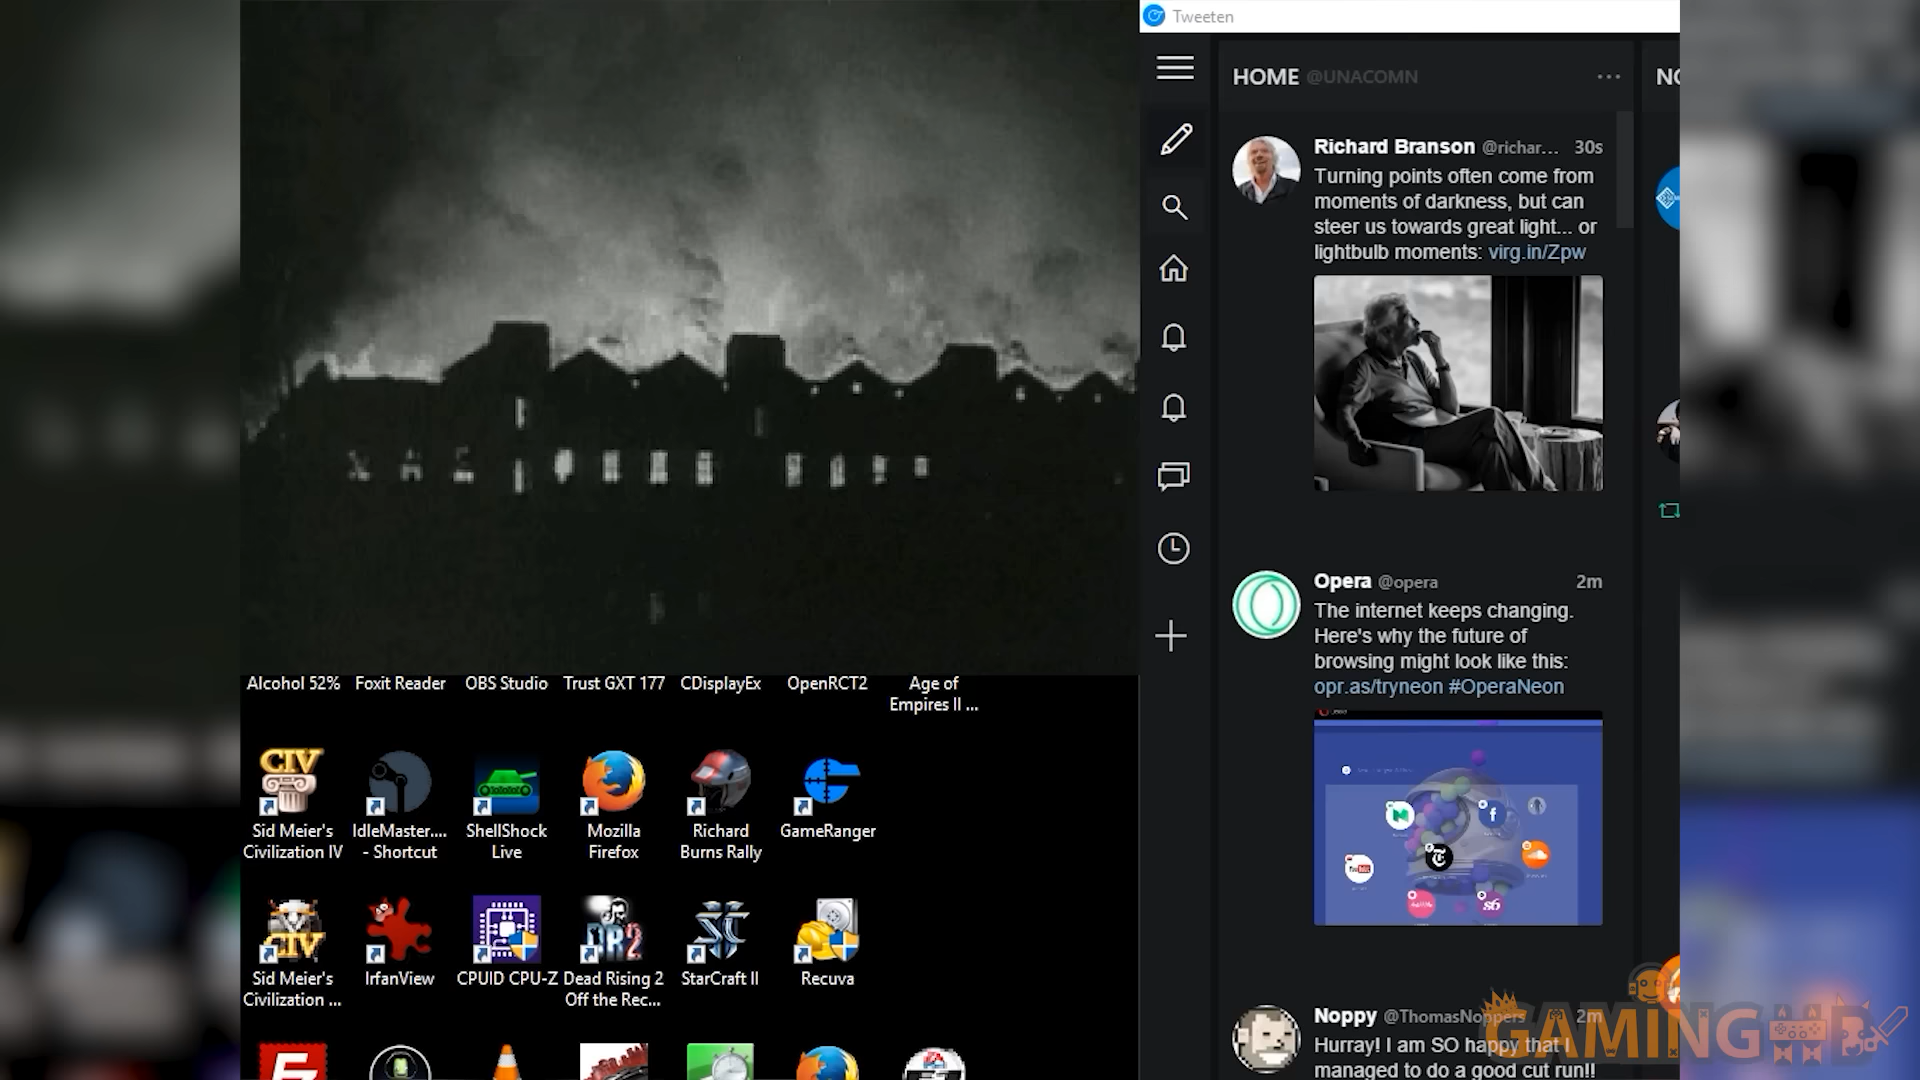 Tweeten
HOME @UNACOMN
Richard Branson @richar... 30s
Turning points often come from
moments of darkness, but can
steer us towards great light... or
lightbulb moments: virg.in/Zpw
Opera @opera 2m
The internet keeps changing.
Here's why the future of
browsing might look like this:
opr.as/tryneon #OperaNeon
Noppy @ThomasNoppers 2m
Hurray! I am SO happy that I
managed to do a good cut run!!
Alcohol 52%
Foxit Reader
OBS Studio
Trust GXT 177
CDisplayEx
OpenRCT2
Age of
Empires II ...
CIV
Sid Meier's
Civilization IV
IdleMaster....
- Shortcut
ShellShock
Live
Mozilla
Firefox
Richard
Burns Rally
GameRanger
CIV
Sid Meier's
Civilization ...
IrfanView
CPUID CPU-Z
DR2
Dead Rising 2
Off the Rec...
StarCraft II
Recuva
GAMING HD